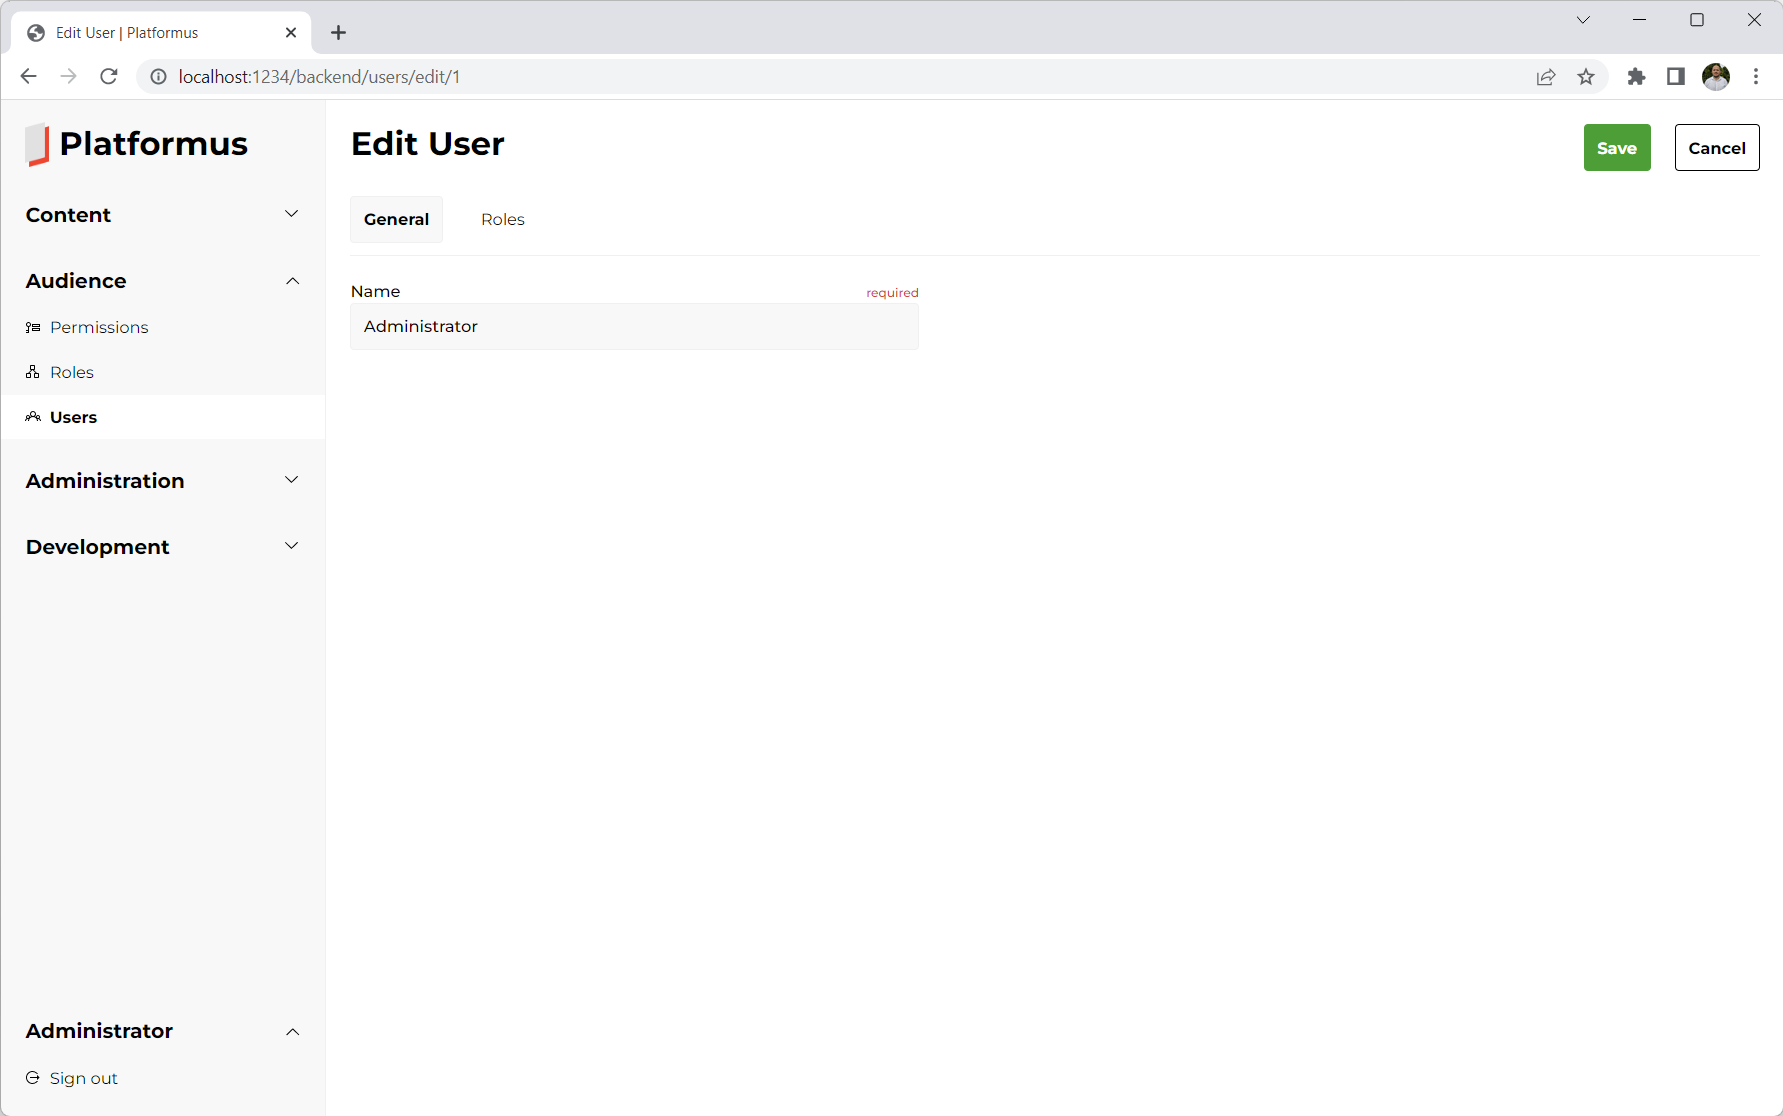 Edit User | Platformus
localhost:1234/backend/users/edit/1
Platformus
Content
Audience
Permissions
Roles
Users
Administration
Development
Administrator
Sign out
Edit User
Save
Cancel
General
Roles
Name
required
Administrator